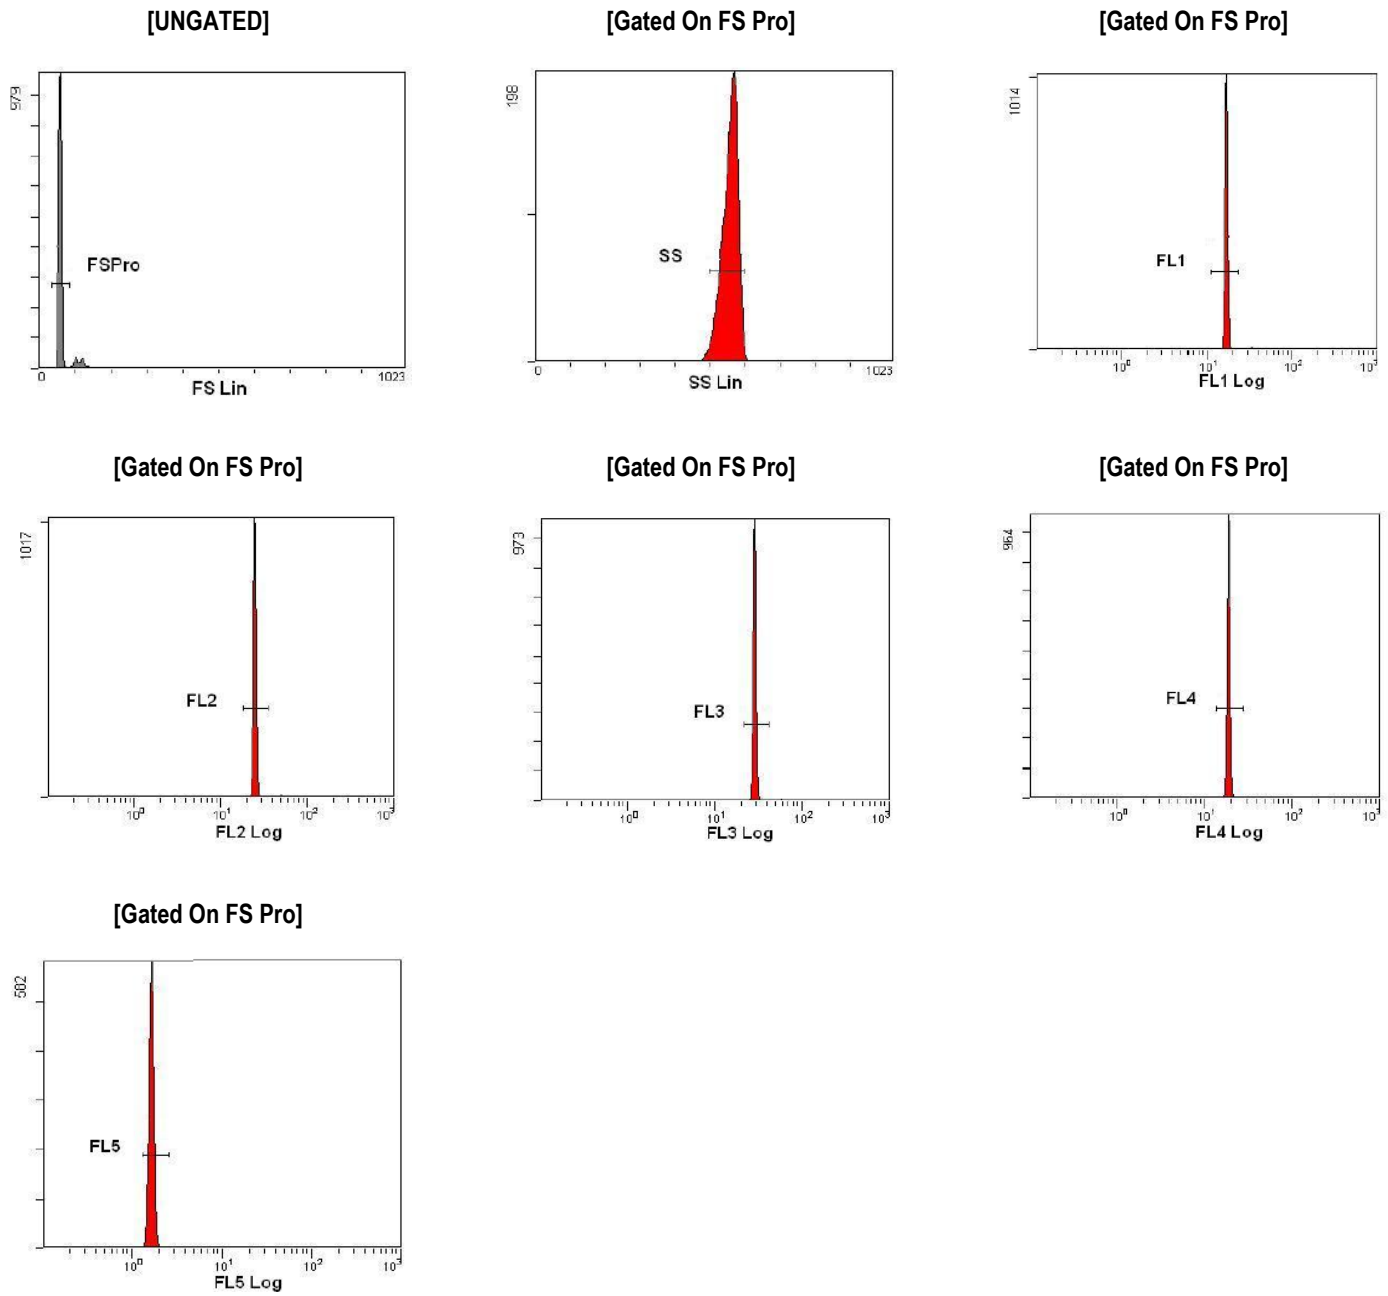 [UNGATED]
[Gated On FS Pro]
[Gated On FS Pro]
979
FSPro
0
1023
FS Lin
198
SS
0
1023
SS Lin
1014
FL1
10⁰ 10¹ 10² 10³
FL1 Log
[Gated On FS Pro]
[Gated On FS Pro]
[Gated On FS Pro]
1017
FL2
10⁰ 10¹ 10² 10³
FL2 Log
973
FL3
10⁰ 10¹ 10² 10³
FL3 Log
FL4
10⁰ 10¹ 10² 10³
FL4 Log
[Gated On FS Pro]
582
FL5
10⁰ 10¹ 10² 10³
FL5 Log